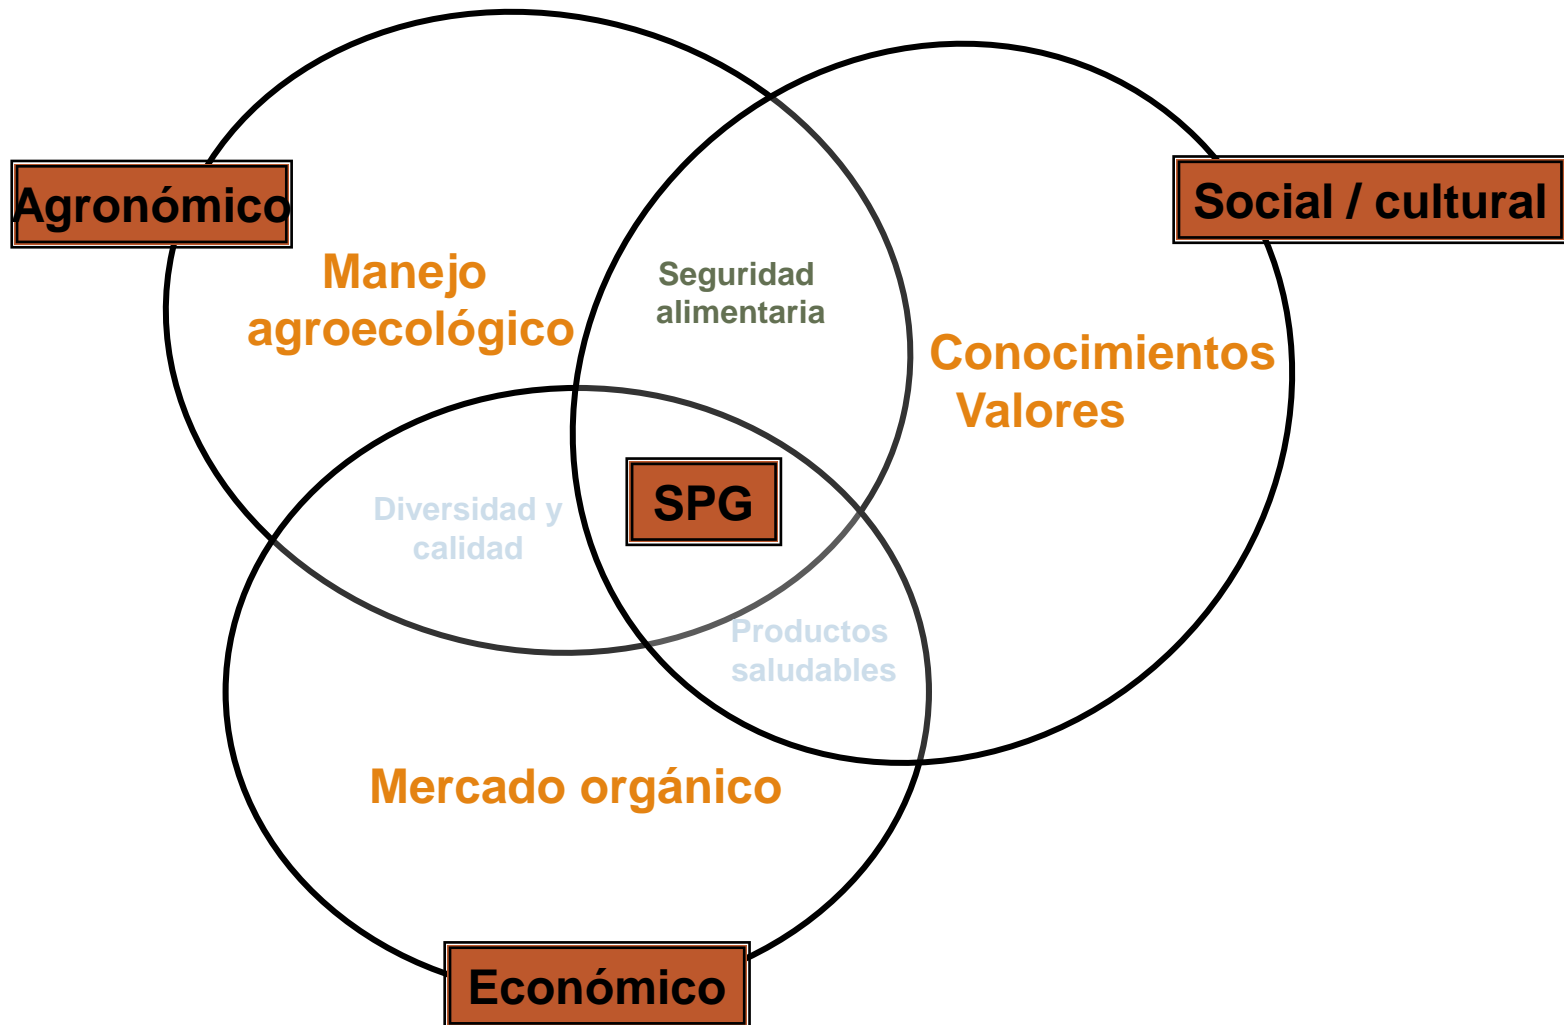 Agronómico
Social / cultural
Manejo
agroecológico
Seguridad
alimentaria
Conocimientos
Valores
Diversidad y
calidad
SPG
Productos
saludables
Mercado orgánico
Económico